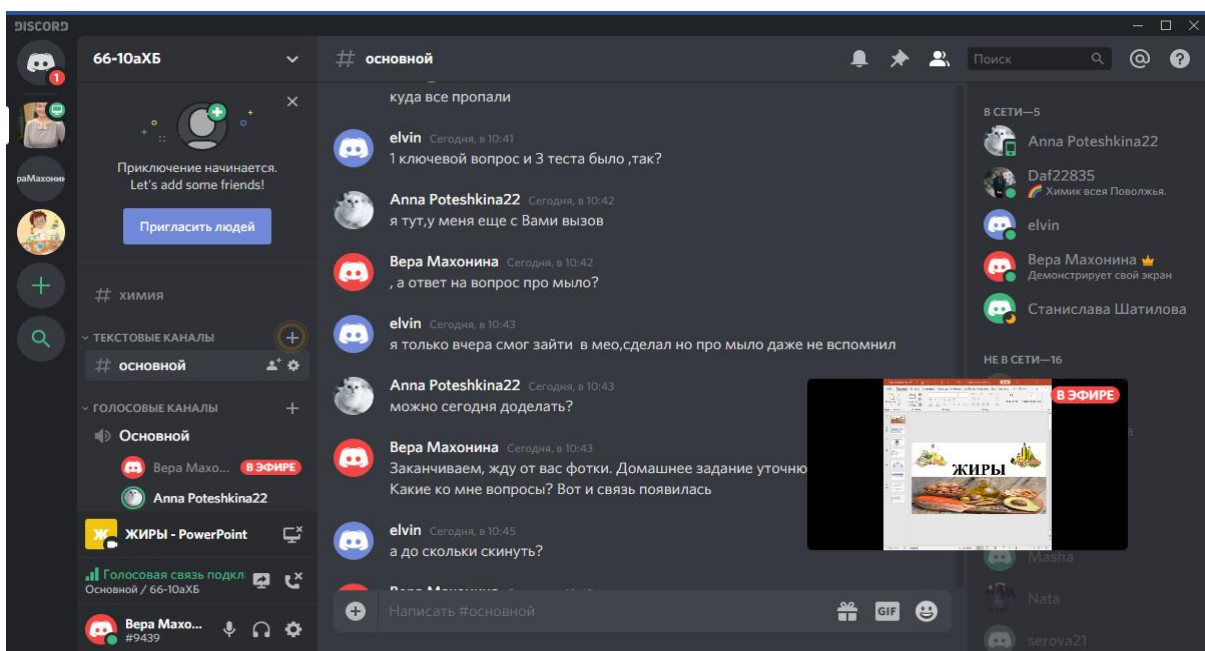 DISCORD
1
раМахонин
66-10аХБ
Приключение начинается.
Let's add some friends!
Пригласить людей
# химия
ТЕКСТОВЫЕ КАНАЛЫ
# основной
ГОЛОСОВЫЕ КАНАЛЫ
Основной
Вера Махо... В ЭФИРЕ
Anna Poteshkina22
Ж
ЖИРЫ - PowerPoint
Голосовая связь подкл
Основной / 66-10аХБ
Вера Махо...
#9439
# основной
Поиск
куда все пропали
elvin Сегодня, в 10:41
1 ключевой вопрос и 3 теста было ,так?
Anna Poteshkina22 Сегодня, в 10:42
я тут,у меня еще с Вами вызов
Вера Махонина Сегодня, в 10:42
, а ответ на вопрос про мыло?
elvin Сегодня, в 10:43
я только вчера смог зайти в мео,сделал но про мыло даже не вспомнил
Anna Poteshkina22 Сегодня, в 10:43
можно сегодня доделать?
Вера Махонина Сегодня, в 10:43
Заканчиваем, жду от вас фотки. Домашнее задание уточню
Какие ко мне вопросы? Вот и связь появилась
elvin Сегодня, в 10:45
а до скольки скинуть?
Написать #основной
GIF
В СЕТИ—5
Anna Poteshkina22
Daf22835
Химик всея Поволжья.
elvin
Вера Махонина
Демонстрирует свой экран
Станислава Шатилова
НЕ В СЕТИ—16
В ЭФИРЕ
ЖИРЫ
Masha
Nata
serova21